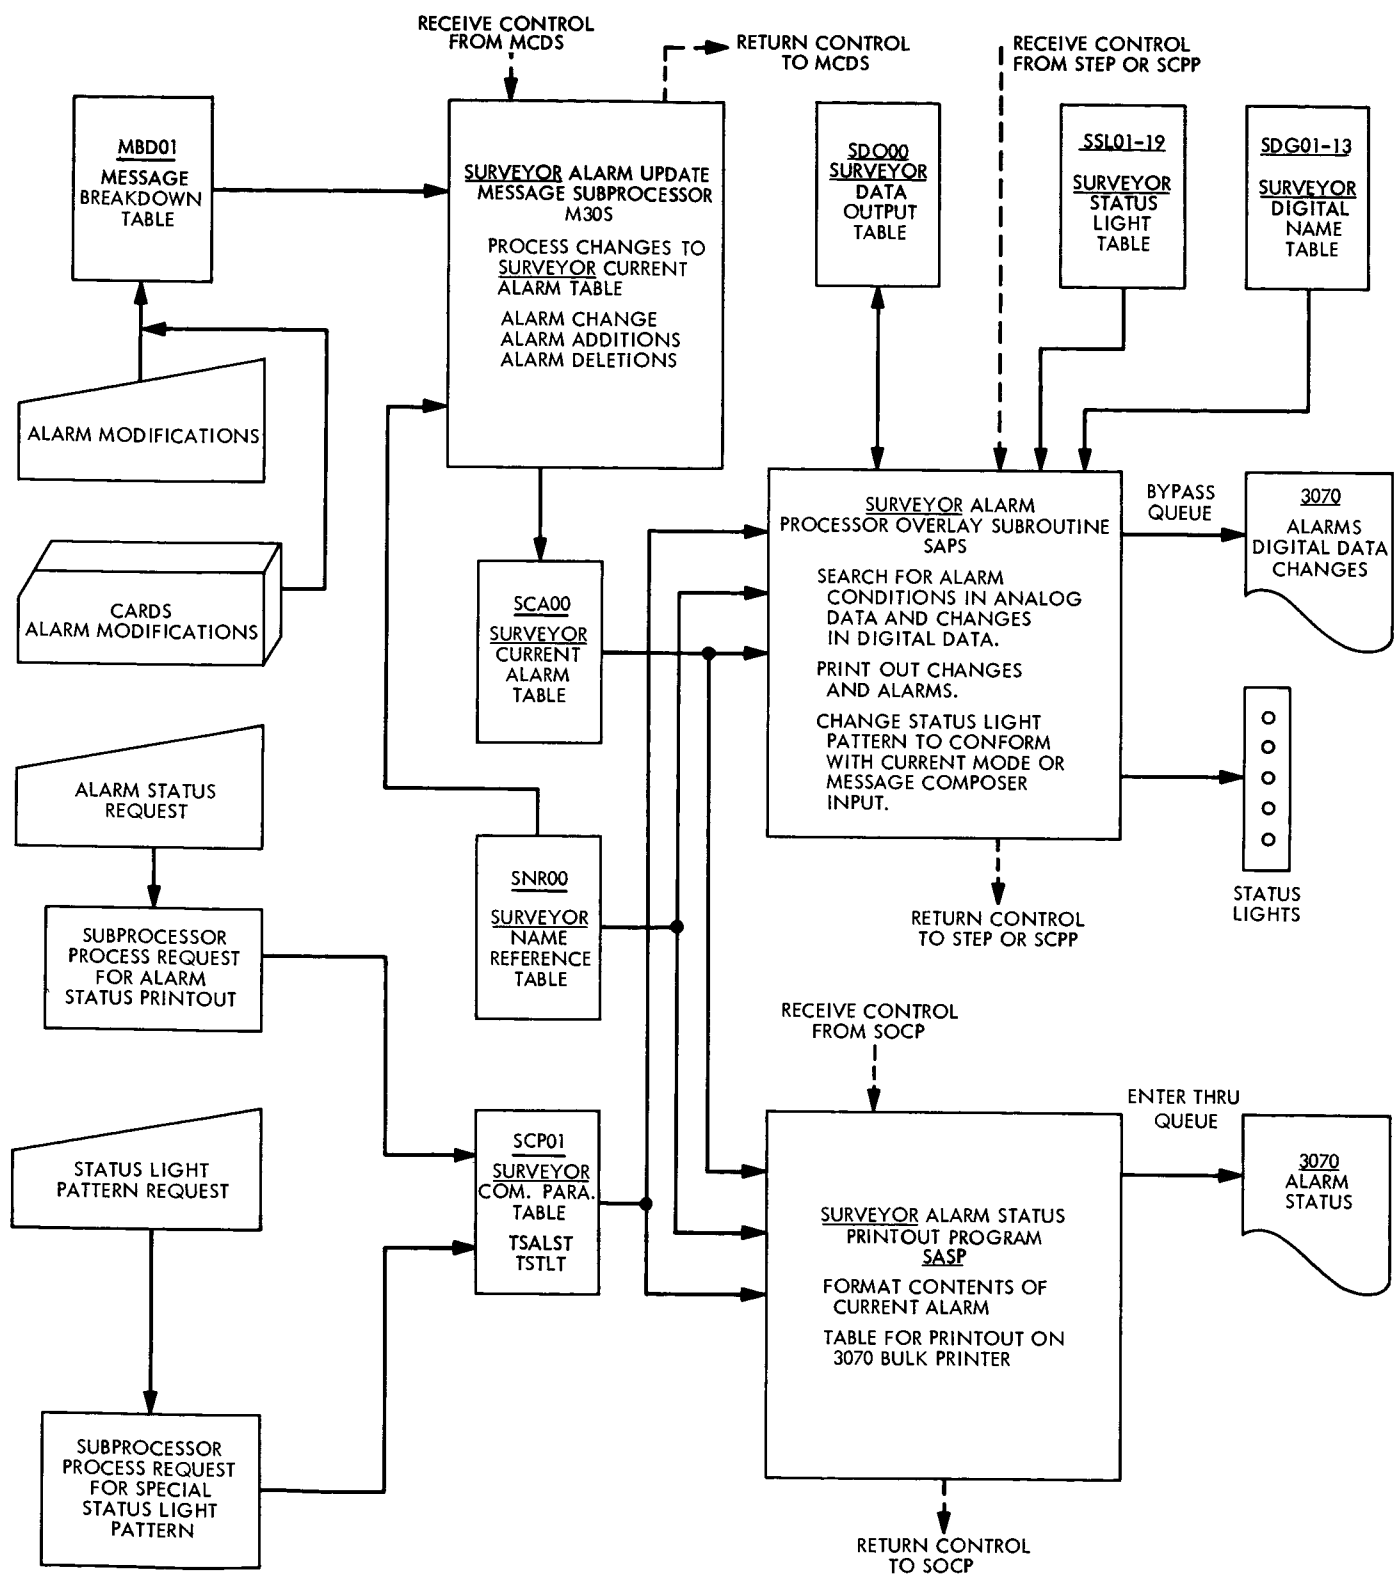 RECEIVE CONTROL
FROM MCDS
RETURN CONTROL
TO MCDS
RECEIVE CONTROL
FROM STEP OR SCPP
MBD01
MESSAGE
BREAKDOWN
TABLE
SURVEYOR ALARM UPDATE
MESSAGE SUBPROCESSOR
M30S
PROCESS CHANGES TO
SURVEYOR CURRENT
ALARM TABLE
ALARM CHANGE
ALARM ADDITIONS
ALARM DELETIONS
SDO00
SURVEYOR
DATA
OUTPUT
TABLE
SSL01-19
SURVEYOR
STATUS
LIGHT
TABLE
SDG01-13
SURVEYOR
DIGITAL
NAME
TABLE
ALARM MODIFICATIONS
CARDS
ALARM MODIFICATIONS
SCA00
SURVEYOR
CURRENT
ALARM
TABLE
SURVEYOR ALARM
PROCESSOR OVERLAY SUBROUTINE
SAPS
SEARCH FOR ALARM
CONDITIONS IN ANALOG
DATA AND CHANGES
IN DIGITAL DATA.
PRINT OUT CHANGES
AND ALARMS.
CHANGE STATUS LIGHT
PATTERN TO CONFORM
WITH CURRENT MODE OR
MESSAGE COMPOSER
INPUT.
BYPASS
QUEUE
3070
ALARMS
DIGITAL DATA
CHANGES
STATUS
LIGHTS
ALARM STATUS
REQUEST
SUBPROCESSOR
PROCESS REQUEST
FOR ALARM
STATUS PRINTOUT
SNR00
SURVEYOR
NAME
REFERENCE
TABLE
RETURN CONTROL
TO STEP OR SCPP
RECEIVE CONTROL
FROM SOCP
STATUS LIGHT
PATTERN REQUEST
SCP01
SURVEYOR
COM. PARA.
TABLE
TSALST
TSTLT
SURVEYOR ALARM STATUS
PRINTOUT PROGRAM
SASP
FORMAT CONTENTS OF
CURRENT ALARM
TABLE FOR PRINTOUT ON
3070 BULK PRINTER
ENTER THRU
QUEUE
3070
ALARM
STATUS
SUBPROCESSOR
PROCESS REQUEST
FOR SPECIAL
STATUS LIGHT
PATTERN
RETURN CONTROL
TO SOCP